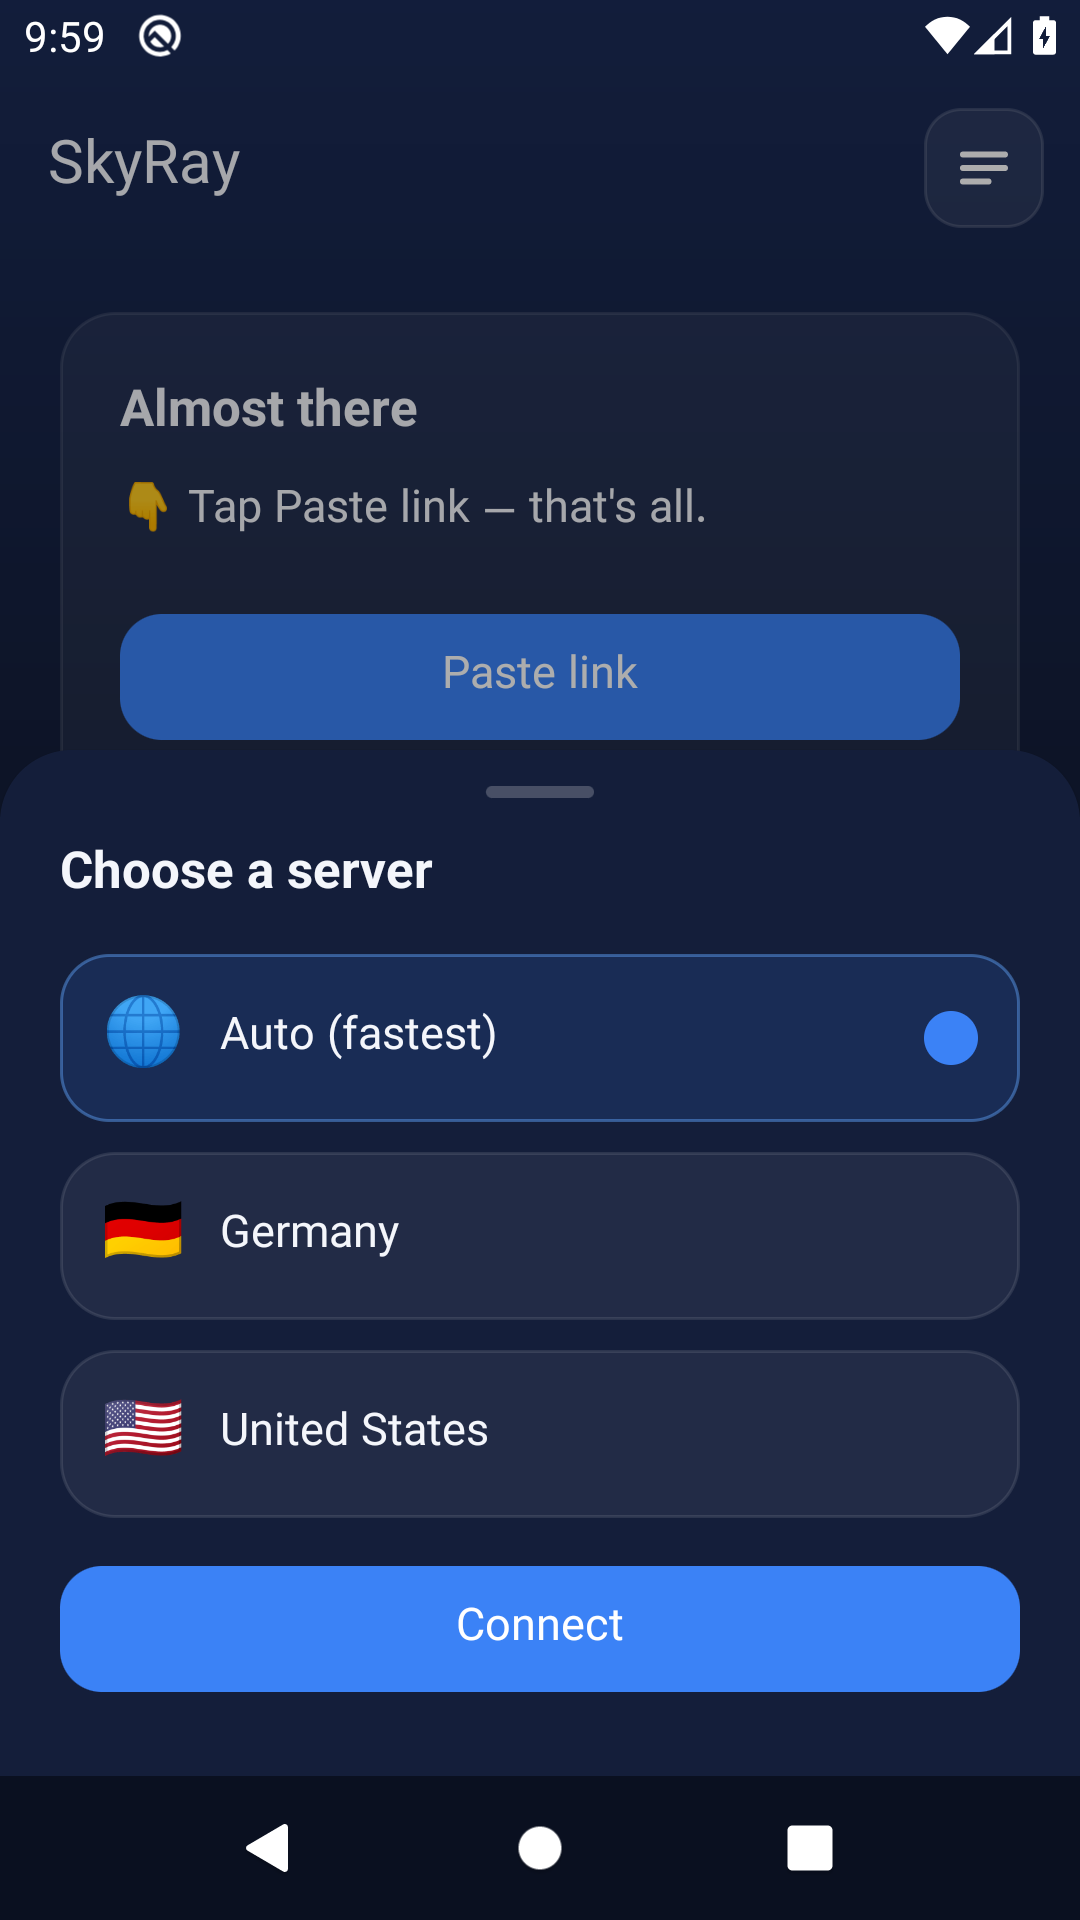 9:59
SkyRay
Almost there
👇 Tap Paste link — that's all.
Paste link
Choose a server
Auto (fastest)
Germany
United States
Connect